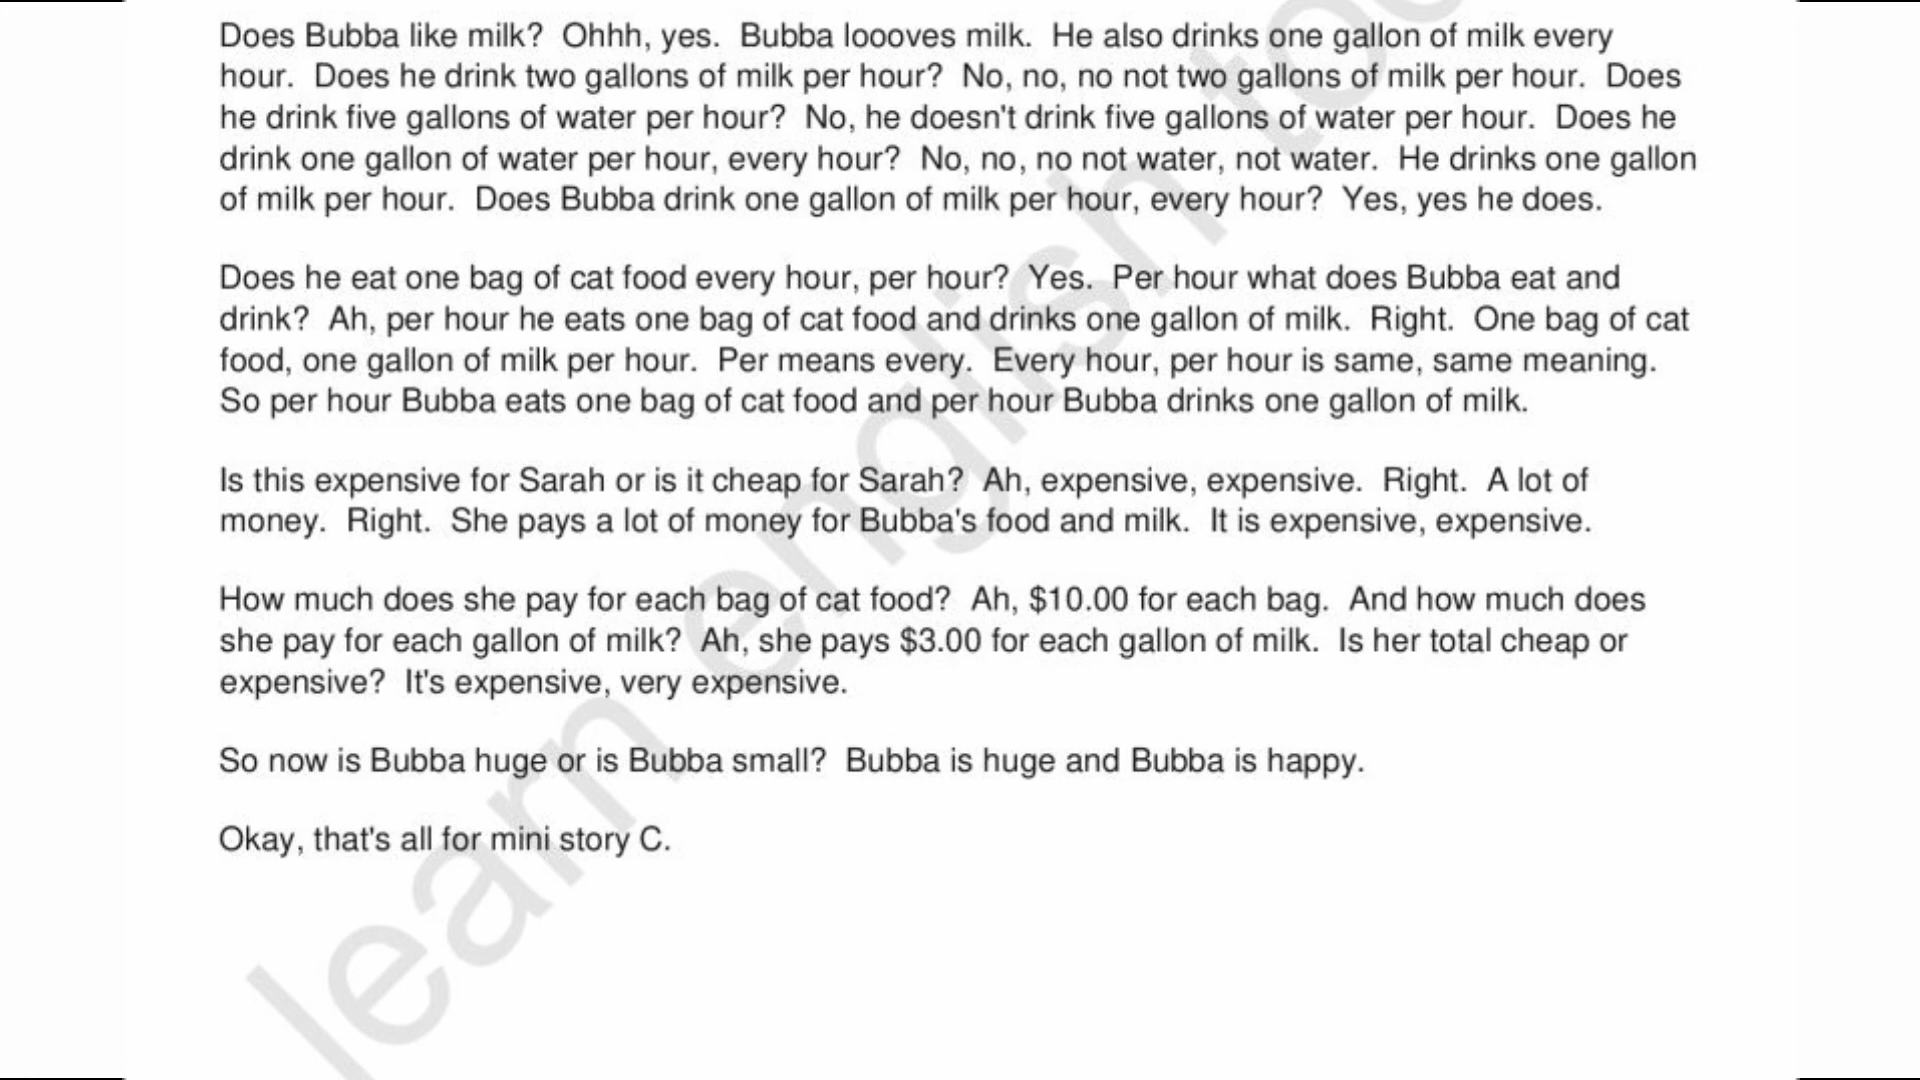 Does Bubba like milk?  Ohhh, yes.  Bubba loooves milk.  He also drinks one gallon of milk every
hour.  Does he drink two gallons of milk per hour?  No, no, no not two gallons of milk per hour.  Does
he drink five gallons of water per hour?  No, he doesn't drink five gallons of water per hour.  Does he
drink one gallon of water per hour, every hour?  No, no, no not water, not water.  He drinks one gallon
of milk per hour.  Does Bubba drink one gallon of milk per hour, every hour?  Yes, yes he does.
Does he eat one bag of cat food every hour, per hour?  Yes.  Per hour what does Bubba eat and
drink?  Ah, per hour he eats one bag of cat food and drinks one gallon of milk.  Right.  One bag of cat
food, one gallon of milk per hour.  Per means every.  Every hour, per hour is same, same meaning.
So per hour Bubba eats one bag of cat food and per hour Bubba drinks one gallon of milk.
Is this expensive for Sarah or is it cheap for Sarah?  Ah, expensive, expensive.  Right.  A lot of
money.  Right.  She pays a lot of money for Bubba's food and milk.  It is expensive, expensive.
How much does she pay for each bag of cat food?  Ah, $10.00 for each bag.  And how much does
she pay for each gallon of milk?  Ah, she pays $3.00 for each gallon of milk.  Is her total cheap or
expensive?  It's expensive, very expensive.
So now is Bubba huge or is Bubba small?  Bubba is huge and Bubba is happy.
Okay, that's all for mini story C.
learn english